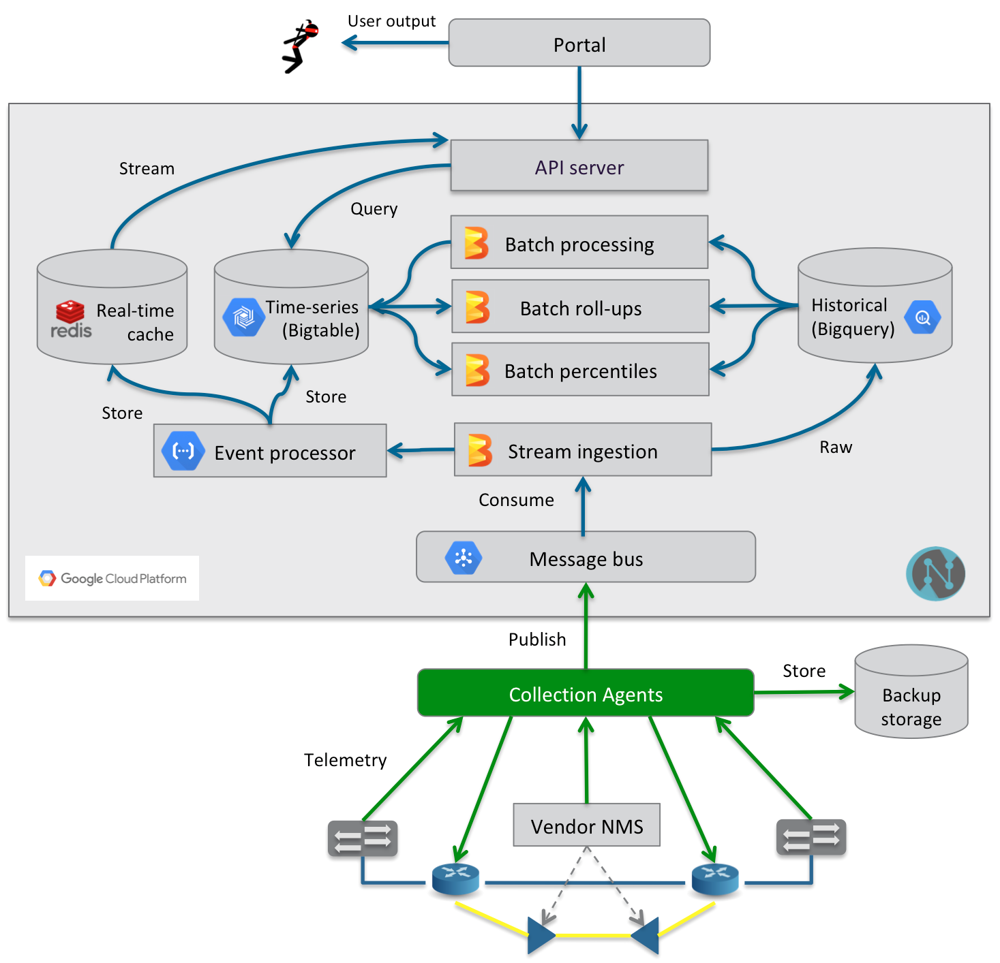 User output
Portal
API server
Stream
Query
Batch processing
Real-time
cache
redis
Time-series
(Bigtable)
Batch roll-ups
Historical
(Bigquery)
Batch percentiles
Store
Store
Event processor
Stream ingestion
Raw
Consume
Message bus
Google Cloud Platform
N
Publish
Collection Agents
Store
Backup
storage
Telemetry
Vendor NMS